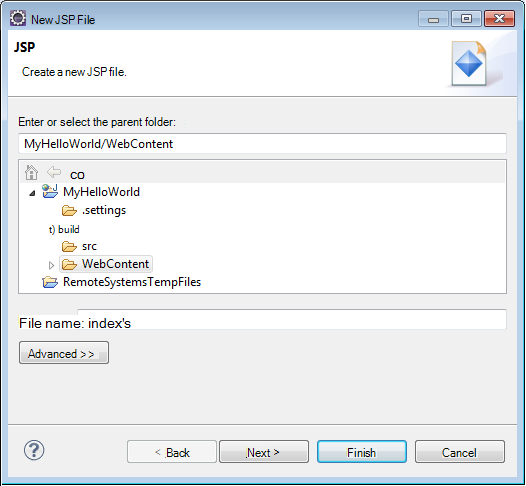 New JSP File
JSP
Create a new JSP file.
Enter or select the parent folder:
MyHelloWorld/WebContent
co
MyHelloWorld
.settings
t) build
src
WebContent
RemoteSystemsTempFiles
File name: index's
Advanced >>
? < Back Next > Finish Cancel